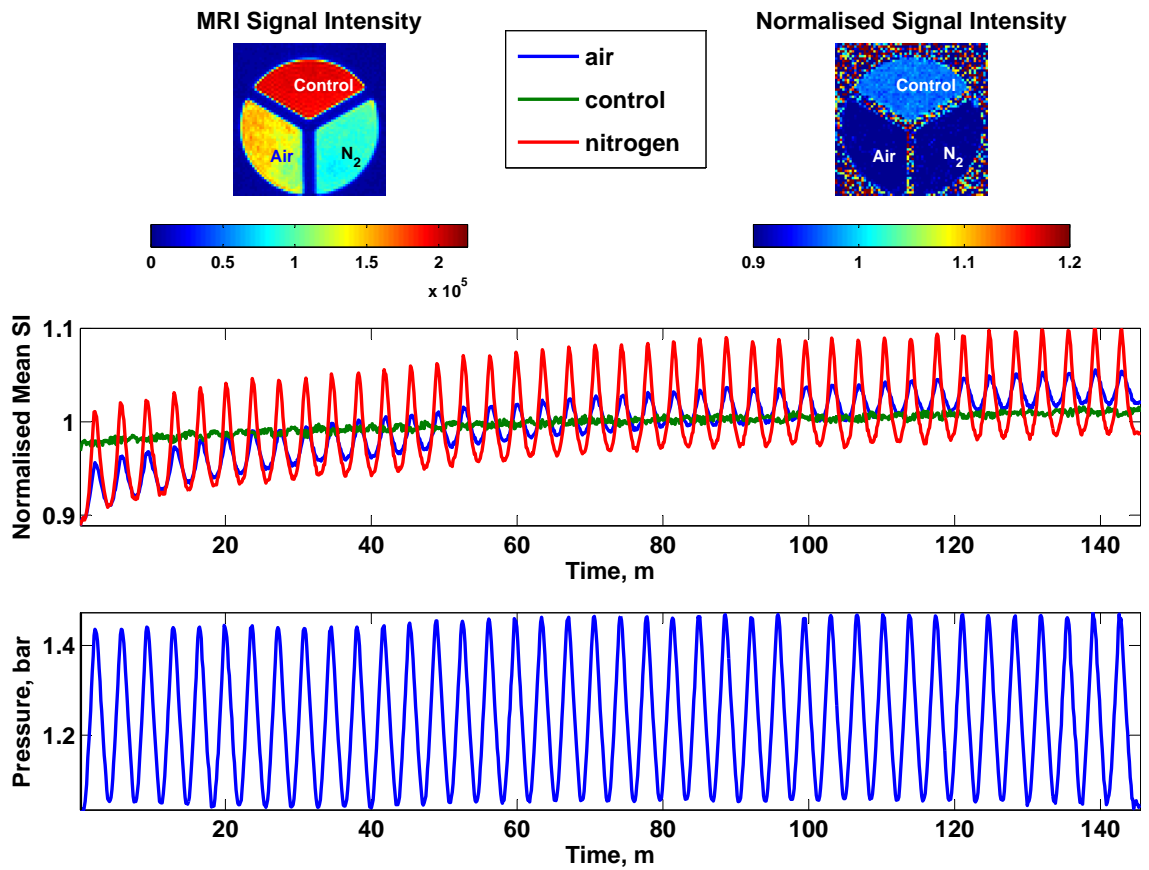 MRI Signal Intensity
Normalised Signal Intensity
air
control
nitrogen
Control
Air
N2
Control
Air
N2
0 0.5 1 1.5 2
x 10^5
0.9 1 1.1 1.2
Normalised Mean SI
1.1
1
0.9
20 40 60 80 100 120 140
Time, m
Pressure, bar
1.4
1.2
20 40 60 80 100 120 140
Time, m